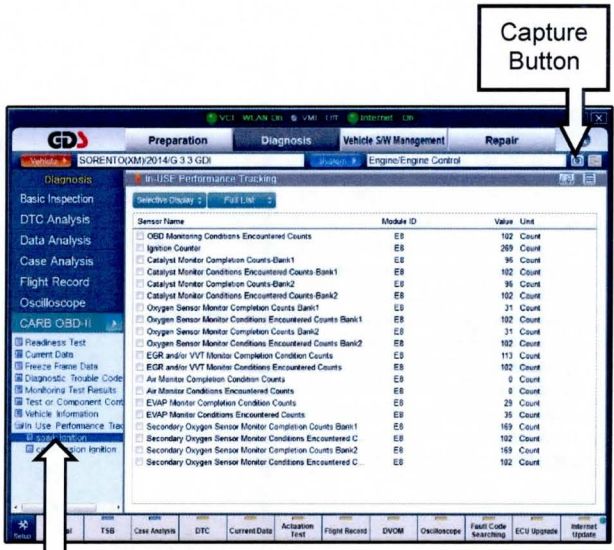 Capture
Button
VCI WLAN On VMI Off Internet On
GDS
Preparation Diagnosis Vehicle S/W Management Repair
Vehicle SORENTO(XM)/2014/G 3.3 GDI System Engine/Engine Control
Diagnosis
In-USE Performance Tracking
Basic Inspection
Selective Display Full List
DTC Analysis
Data Analysis
Case Analysis
Flight Record
Oscilloscope
CARB OBD-II
Readiness Test
Current Data
Freeze Frame Data
Diagnostic Trouble Code
Monitoring Test Results
Test or Component Cont
Vehicle Information
In Use Performance Trac
spark ignition
Sensor Name Module ID Value Unit
OBD Monitoring Conditions Encountered Counts E8 102 Count
Ignition Counter E8 269 Count
Catalyst Monitor Completion Counts-Bank1 E8 96 Count
Catalyst Monitor Conditions Encountered Counts-Bank1 E8 102 Count
Catalyst Monitor Completion Counts-Bank2 E8 96 Count
Catalyst Monitor Conditions Encountered Counts-Bank2 E8 102 Count
Oxygen Sensor Monitor Completion Counts Bank1 E8 31 Count
Oxygen Sensor Monitor Conditions Encountered Counts Bank1 E8 102 Count
Oxygen Sensor Monitor Completion Counts Bank2 E8 31 Count
Oxygen Sensor Monitor Conditions Encountered Counts Bank2 E8 102 Count
EGR and/or VVT Monitor Completion Condition Counts E8 113 Count
EGR and/or VVT Monitor Conditions Encountered Counts E8 102 Count
Air Monitor Completion Condition Counts E8 0 Count
Air Monitor Conditions Encountered Counts E8 0 Count
EVAP Monitor Completion Condition Counts E8 29 Count
EVAP Monitor Conditions Encountered Counts E8 35 Count
Secondary Oxygen Sensor Monitor Completion Counts Bank1 E8 169 Count
Secondary Oxygen Sensor Monitor Conditions Encountered C... E8 102 Count
Secondary Oxygen Sensor Monitor Completion Counts Bank2 E8 169 Count
Secondary Oxygen Sensor Monitor Conditions Encountered C... E8 102 Count
Setup TSB Case Analysis DTC Current Data Actuation Test Flight Record DVOM Oscilloscope Fault Code Searching ECU Upgrade Internet Update